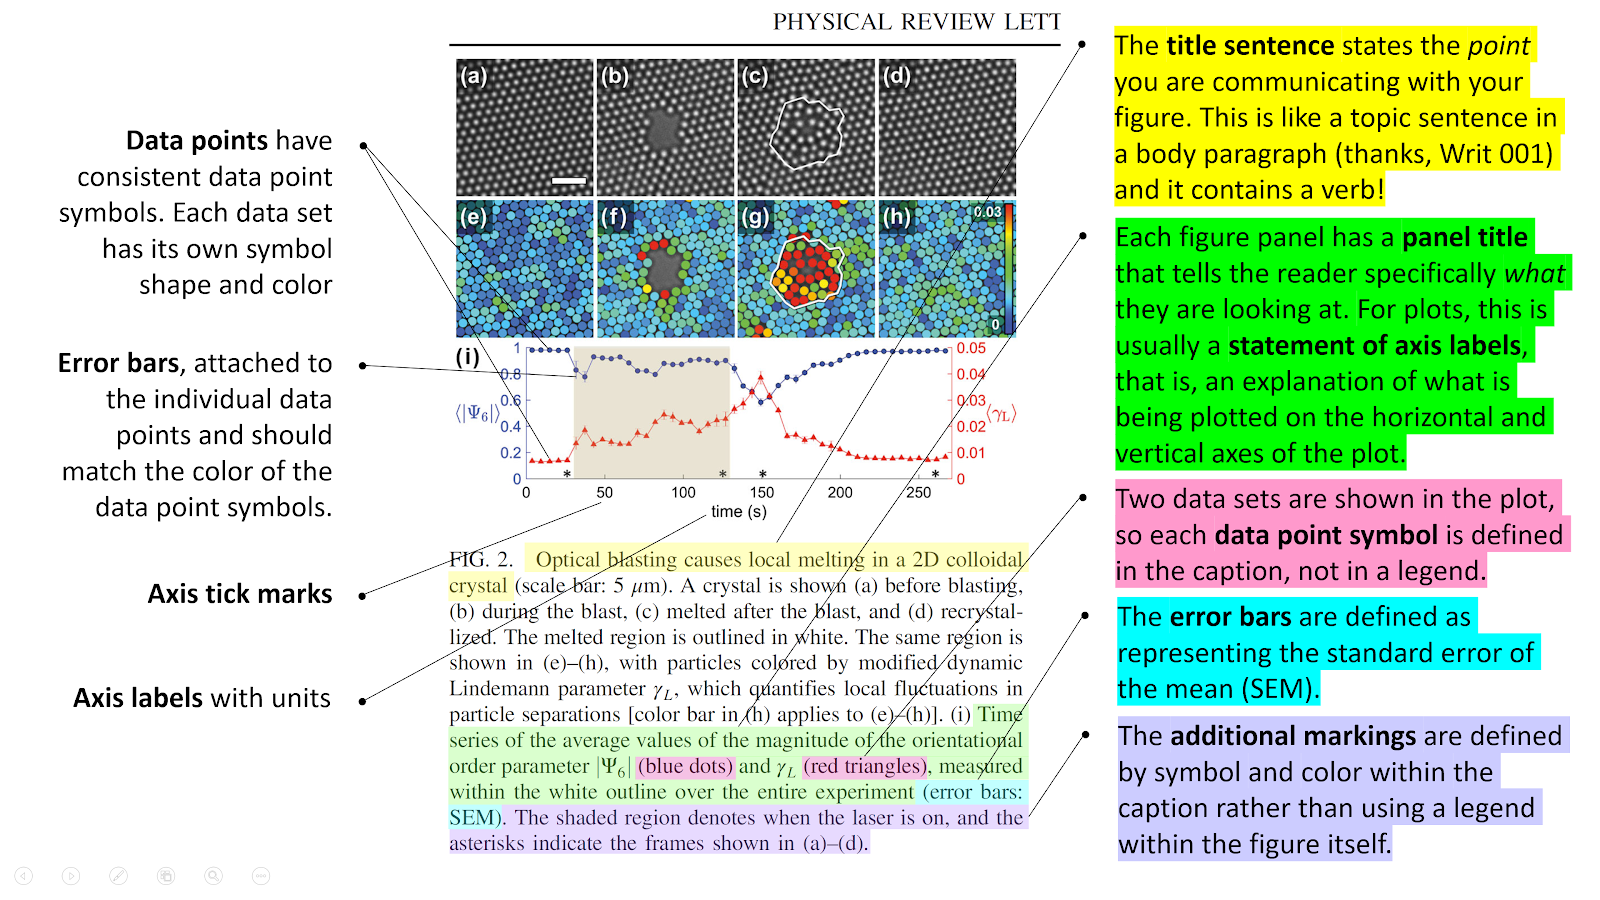 PHYSICAL REVIEW LETT
Data points have
consistent data point
symbols. Each data set
has its own symbol
shape and color
Error bars, attached to
the individual data
points and should
match the color of the
data point symbols.
Axis tick marks
Axis labels with units
(a)
(b)
(c)
(d)
(e)
(f)
(g)
(h)
0.03
0
(i)
1
0.8
0.6
0.4
0.2
0
⟨|Ψ₆|⟩
0.05
0.04
0.03
0.02
0.01
0
⟨γL⟩
* * * *
0 50 100 150 200 250
time (s)
FIG. 2. Optical blasting causes local melting in a 2D colloidal
crystal (scale bar: 5 μm). A crystal is shown (a) before blasting,
(b) during the blast, (c) melted after the blast, and (d) recrystal-
lized. The melted region is outlined in white. The same region is
shown in (e)–(h), with particles colored by modified dynamic
Lindemann parameter γL, which quantifies local fluctuations in
particle separations [color bar in (h) applies to (e)–(h)]. (i) Time
series of the average values of the magnitude of the orientational
order parameter |Ψ₆| (blue dots) and γL (red triangles), measured
within the white outline over the entire experiment (error bars:
SEM). The shaded region denotes when the laser is on, and the
asterisks indicate the frames shown in (a)–(d).
The title sentence states the point
you are communicating with your
figure. This is like a topic sentence in
a body paragraph (thanks, Writ 001)
and it contains a verb!
Each figure panel has a panel title
that tells the reader specifically what
they are looking at. For plots, this is
usually a statement of axis labels,
that is, an explanation of what is
being plotted on the horizontal and
vertical axes of the plot.
Two data sets are shown in the plot,
so each data point symbol is defined
in the caption, not in a legend.
The error bars are defined as
representing the standard error of
the mean (SEM).
The additional markings are defined
by symbol and color within the
caption rather than using a legend
within the figure itself.